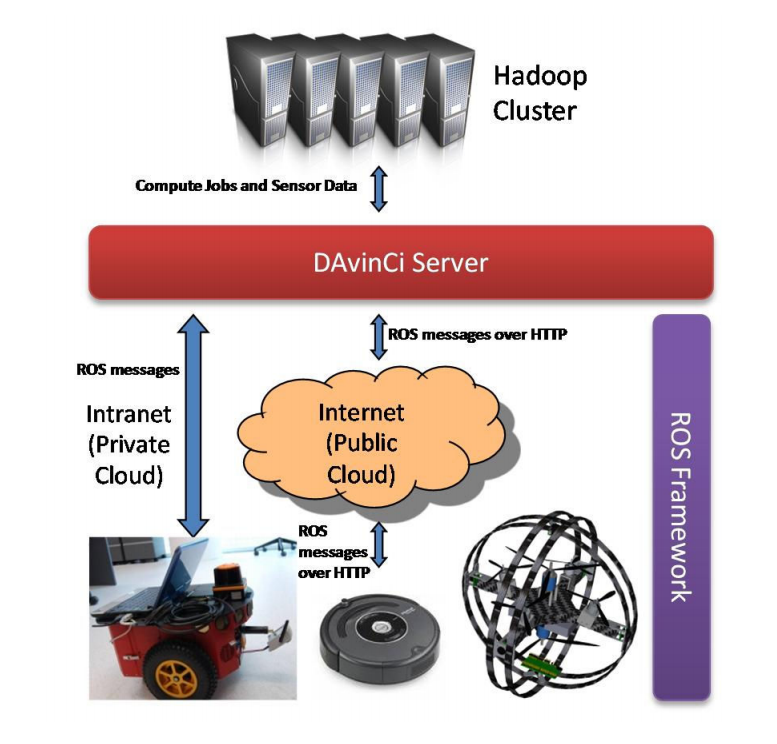 Hadoop
Cluster
Compute Jobs and Sensor Data
DAvinCi Server
ROS messages over HTTP
ROS messages
Intranet
(Private
Cloud)
Internet
(Public
Cloud)
ROS
messages
over HTTP
ROS Framework